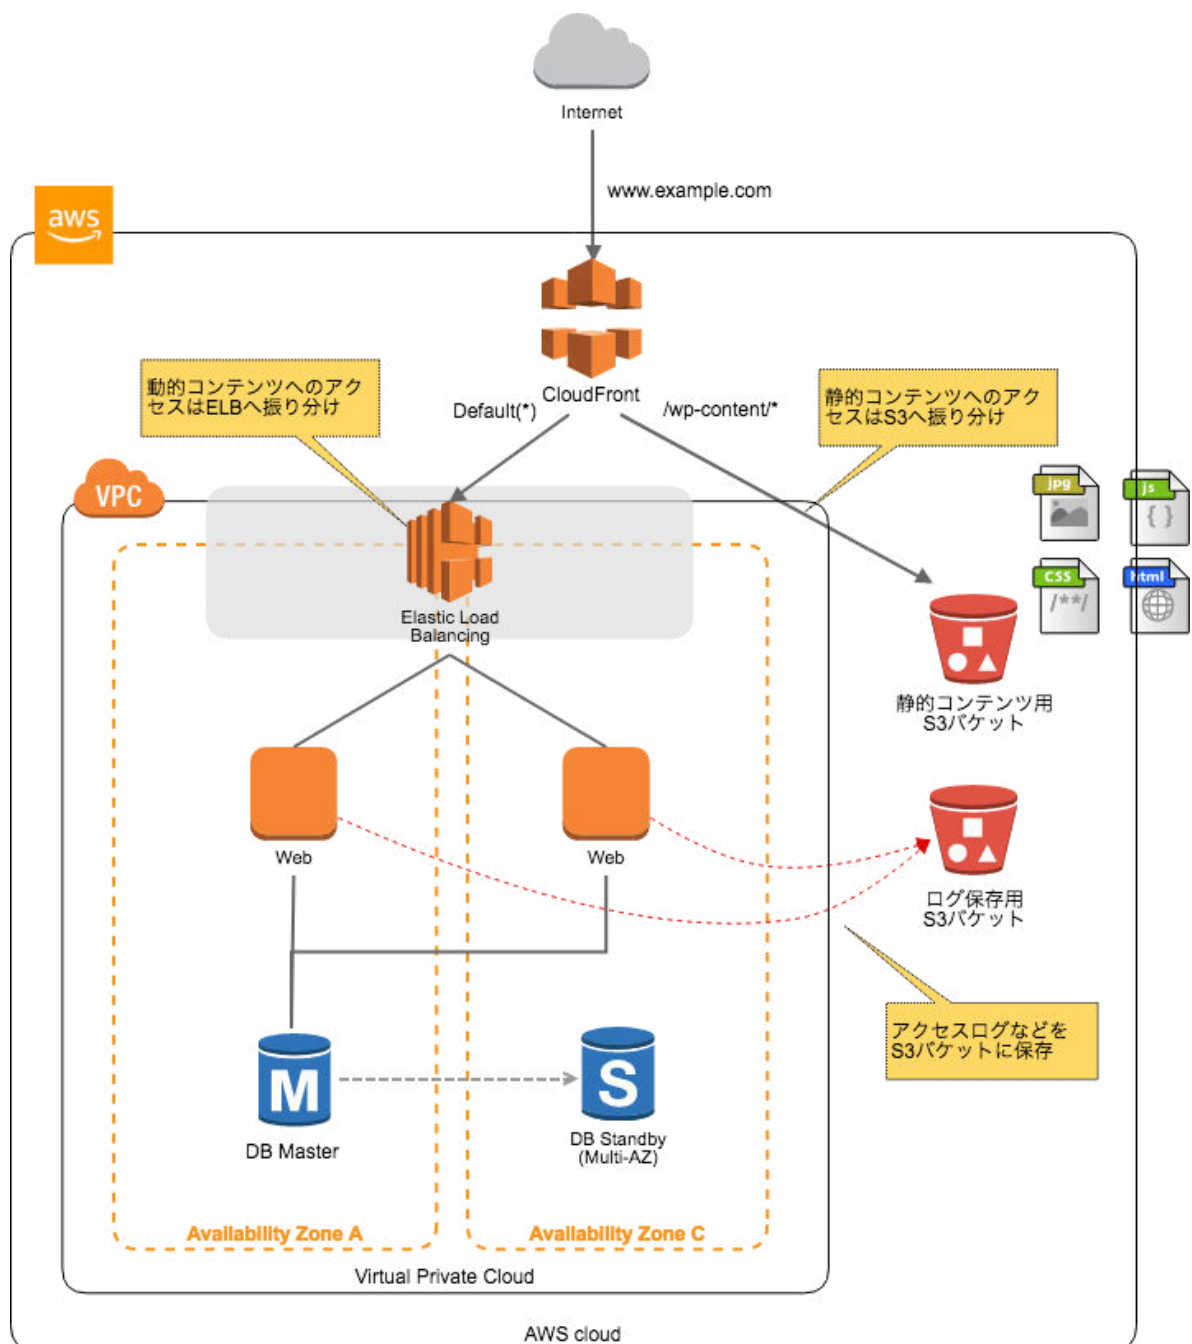 Internet
www.example.com
aws
CloudFront
動的コンテンツへのアク
セスはELBへ振り分け
Default(*)
/wp-content/*
静的コンテンツへのアク
セスはS3へ振り分け
VPC
jpg
js
{ }
CSS
/**/
html
Elastic Load
Balancing
静的コンテンツ用
S3バケット
Web
Web
ログ保存用
S3バケット
アクセスログなどを
S3バケットに保存
M
S
DB Master
DB Standby
(Multi-AZ)
Availability Zone A
Availability Zone C
Virtual Private Cloud
AWS cloud